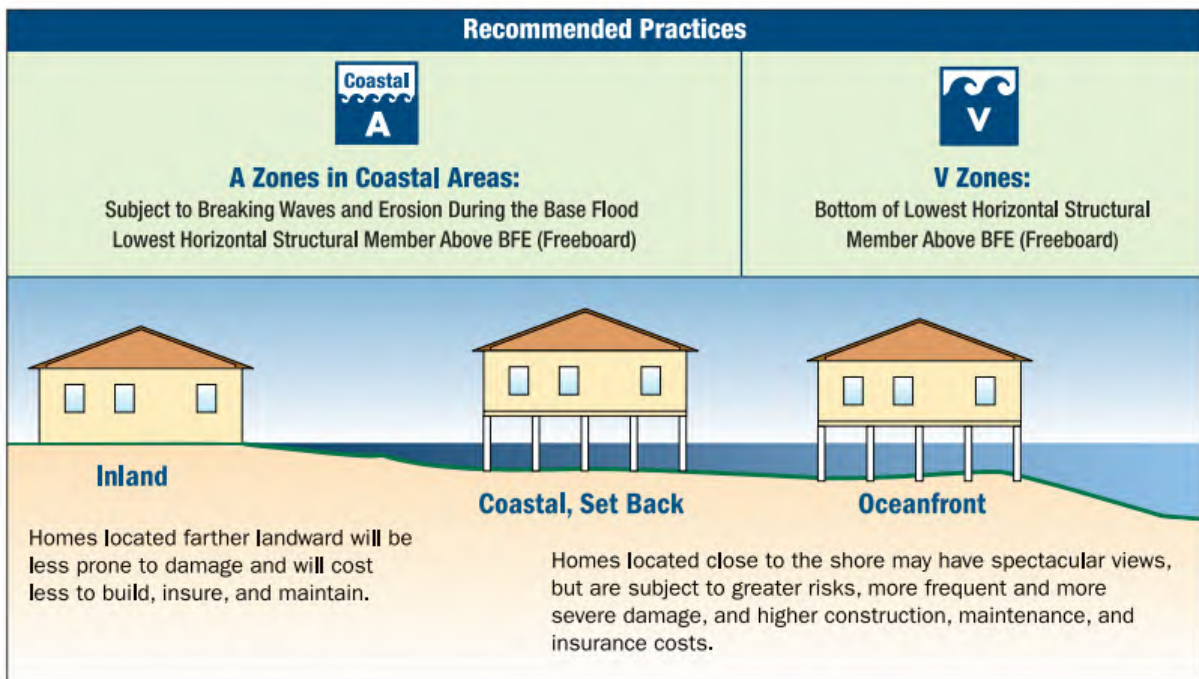 Recommended Practices
Coastal
A
A Zones in Coastal Areas:
Subject to Breaking Waves and Erosion During the Base Flood
Lowest Horizontal Structural Member Above BFE (Freeboard)
V
V Zones:
Bottom of Lowest Horizontal Structural
Member Above BFE (Freeboard)
Inland
Homes located farther landward will be
less prone to damage and will cost
less to build, insure, and maintain.
Coastal, Set Back
Oceanfront
Homes located close to the shore may have spectacular views,
but are subject to greater risks, more frequent and more
severe damage, and higher construction, maintenance, and
insurance costs.